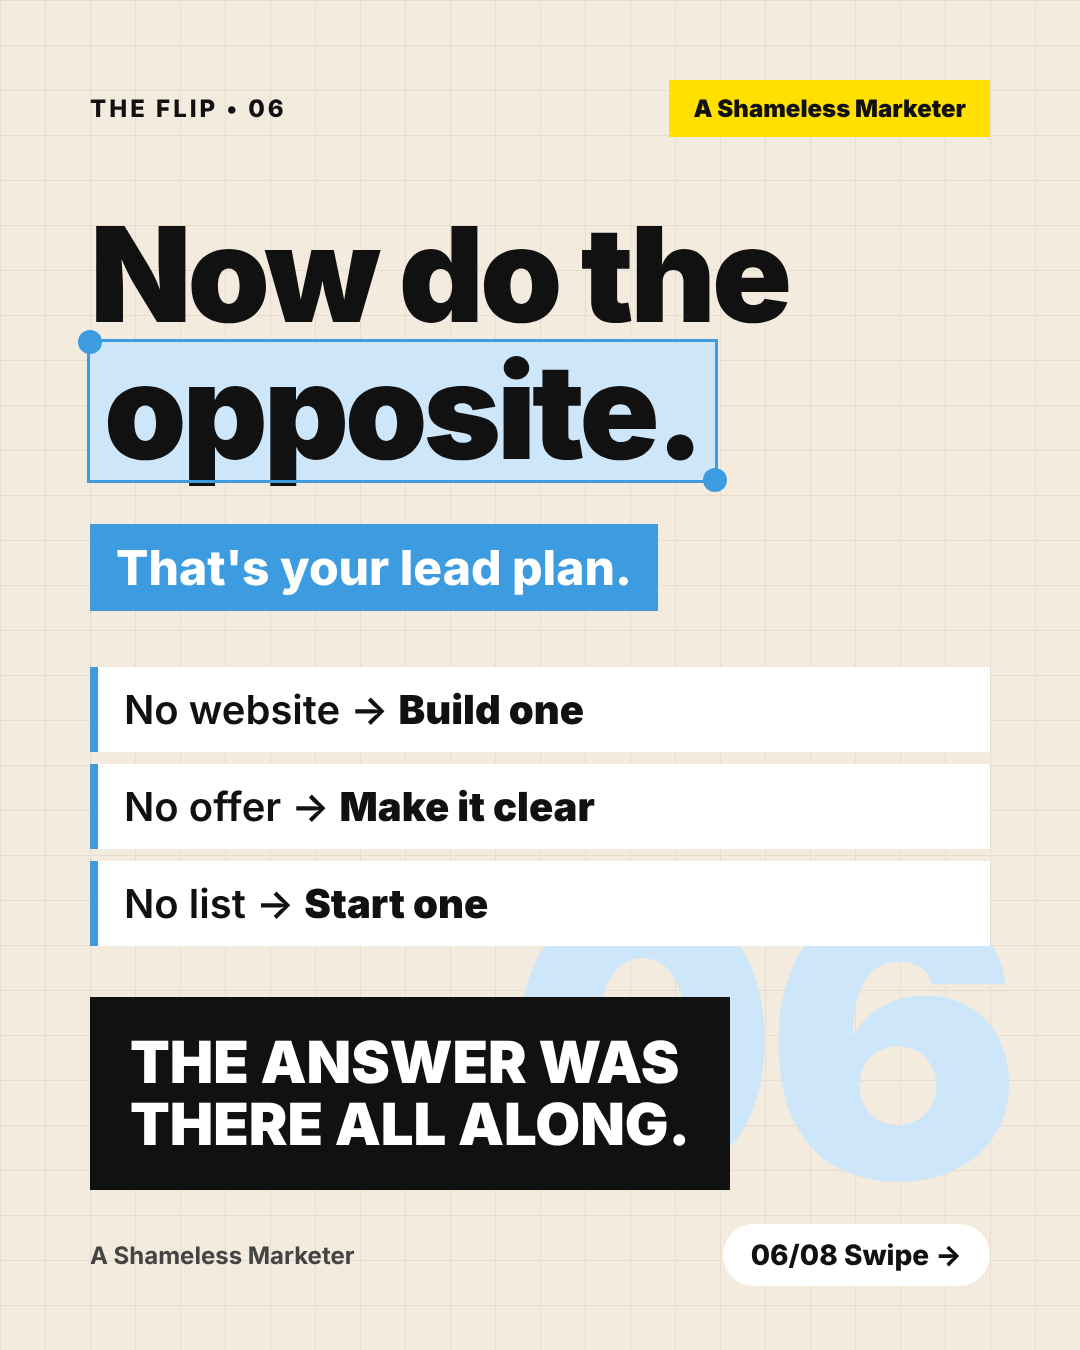 THE FLIP • 06
A Shameless Marketer
Now do the
opposite.
That's your lead plan.
No website → Build one
No offer → Make it clear
No list → Start one
06
THE ANSWER WAS
THERE ALL ALONG.
A Shameless Marketer
06/08 Swipe →